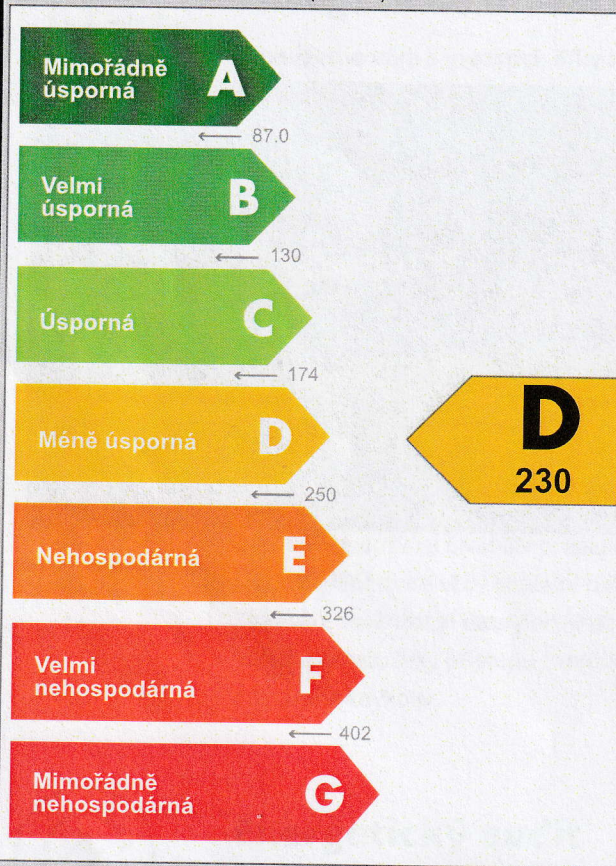 Mimořádně
úsporná
A
← 87.0
Velmi
úsporná
B
← 130
Úsporná
C
← 174
Méně úsporná
D
← 250
D
230
Nehospodárná
E
← 326
Velmi
nehospodárná
F
← 402
Mimořádně
nehospodárná
G